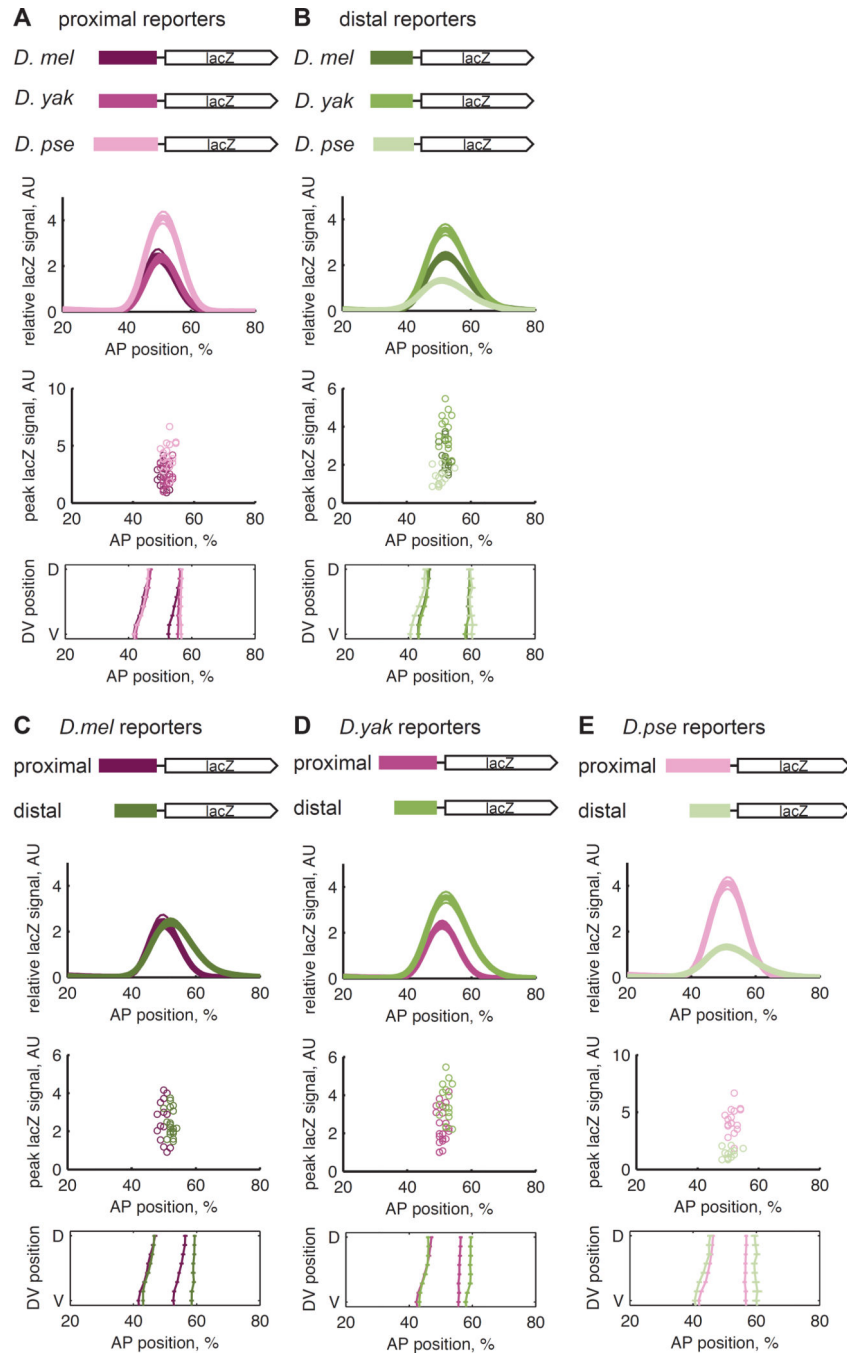 A proximal reporters
D. mel lacZ
D. yak lacZ
D. pse lacZ
relative lacZ signal, AU
4
2
0
20 40 60 80
AP position, %
peak lacZ signal, AU
10
5
0
20 40 60 80
AP position, %
DV position
D
V
20 40 60 80
AP position, %
B distal reporters
D. mel lacZ
D. yak lacZ
D. pse lacZ
relative lacZ signal, AU
4
2
0
20 40 60 80
AP position, %
peak lacZ signal, AU
6
4
2
0
20 40 60 80
AP position, %
DV position
D
V
20 40 60 80
AP position, %
C D.mel reporters
proximal lacZ
distal lacZ
relative lacZ signal, AU
4
2
0
20 40 60 80
AP position, %
peak lacZ signal, AU
6
4
2
0
20 40 60 80
AP position, %
DV position
D
V
20 40 60 80
AP position, %
D D.yak reporters
proximal lacZ
distal lacZ
relative lacZ signal, AU
4
2
0
20 40 60 80
AP position, %
peak lacZ signal, AU
6
4
2
0
20 40 60 80
AP position, %
DV position
D
V
20 40 60 80
AP position, %
E D.pse reporters
proximal lacZ
distal lacZ
relative lacZ signal, AU
4
2
0
20 40 60 80
AP position, %
peak lacZ signal, AU
10
5
0
20 40 60 80
AP position, %
DV position
D
V
20 40 60 80
AP position, %